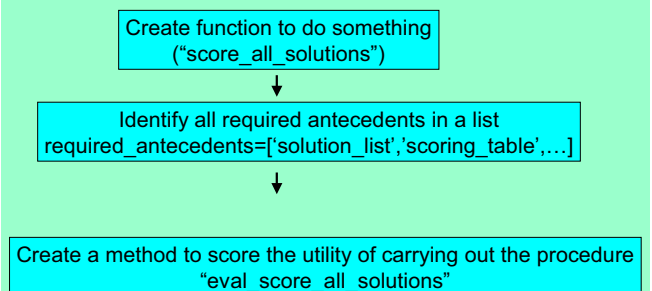 Create function to do something
(“score_all_solutions”)
Identify all required antecedents in a list
required_antecedents=[‘solution_list’,’scoring_table’,…]
Create a method to score the utility of carrying out the procedure
“eval_score_all_solutions”